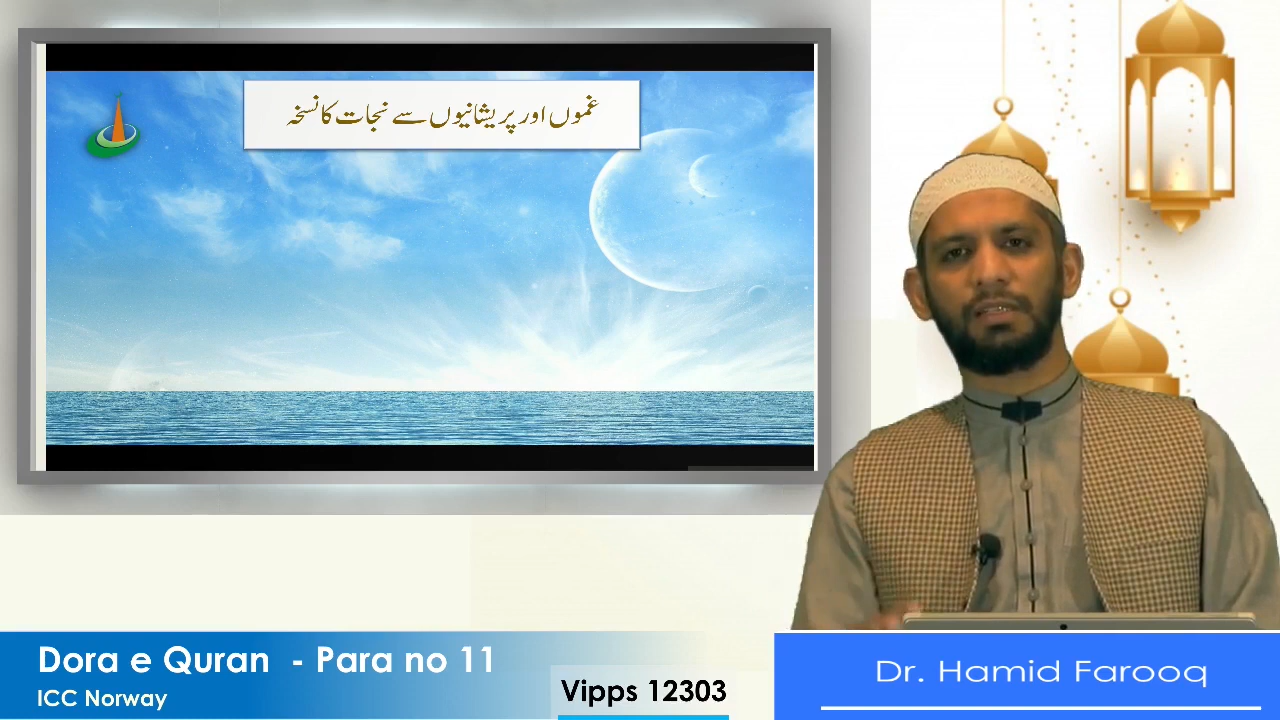 غموں اور پریشانیوں سے نجات کا نسخہ
Dora e Quran - Para no 11
ICC Norway
Vipps 12303
Dr. Hamid Farooq